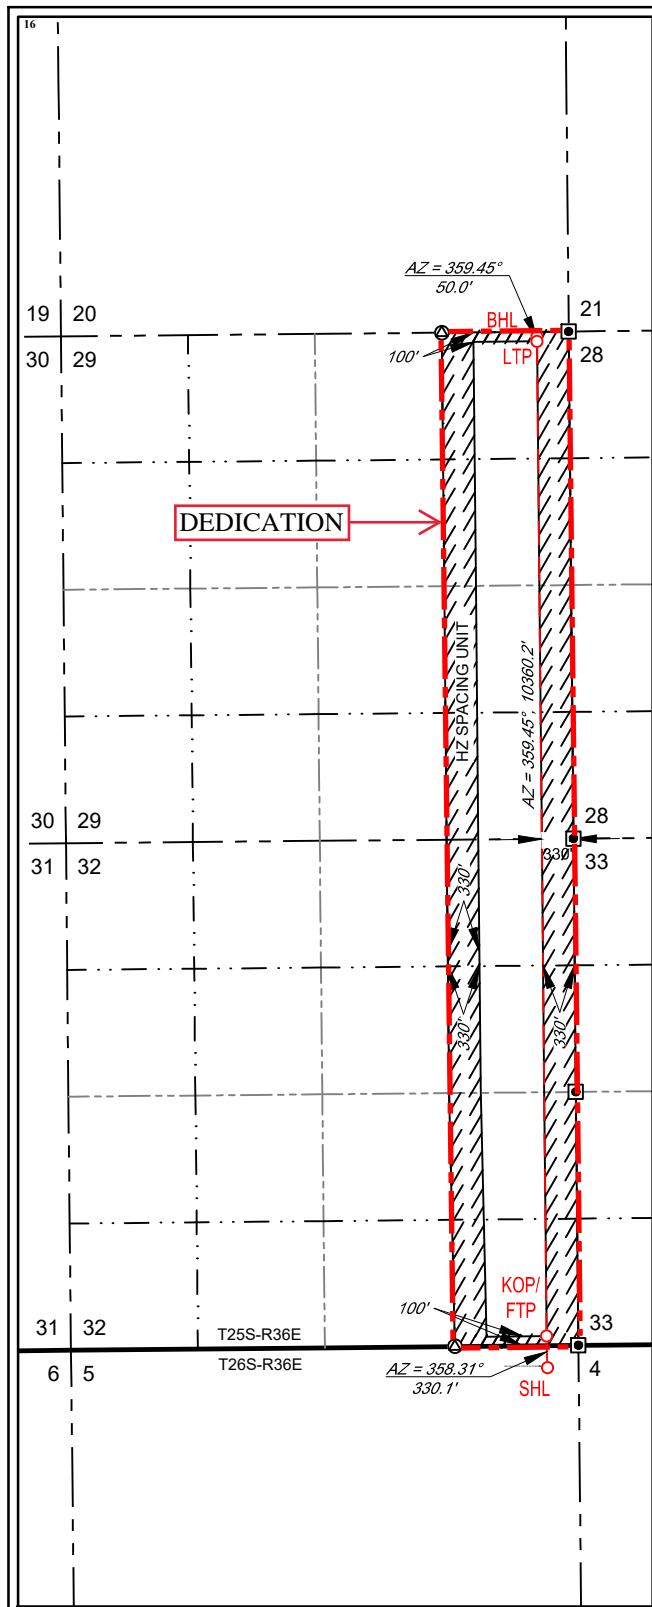 16
AZ = 359.45°
50.0'
19 20
21
BHL
30 29
100'
LTP
28
DEDICATION
HZ SPACING UNIT
AZ = 359.45° 10360.2'
30 29
28
31 32
330'
33
330'
330'
330'
KOP/
FTP
100'
31 32
T25S-R36E
33
6 5
T26S-R36E
AZ = 358.31°
330.1'
4
SHL